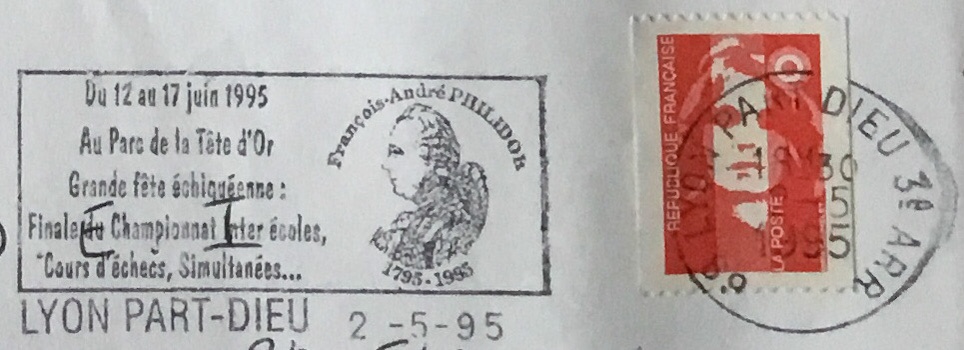 Du 12 au 17 juin 1995
Au Parc de la Tête d'Or
Grande fête échiquéenne :
Finale du Championnat Inter écoles,
Cours d'échecs, Simultanées...
François-André PHILIDOR
1795-1995
LYON PART-DIEU 2 -5-95
REPUBLIQUE FRANÇAISE
LA POSTE
LYON PART DIEU 3e ARR
18H30
1995